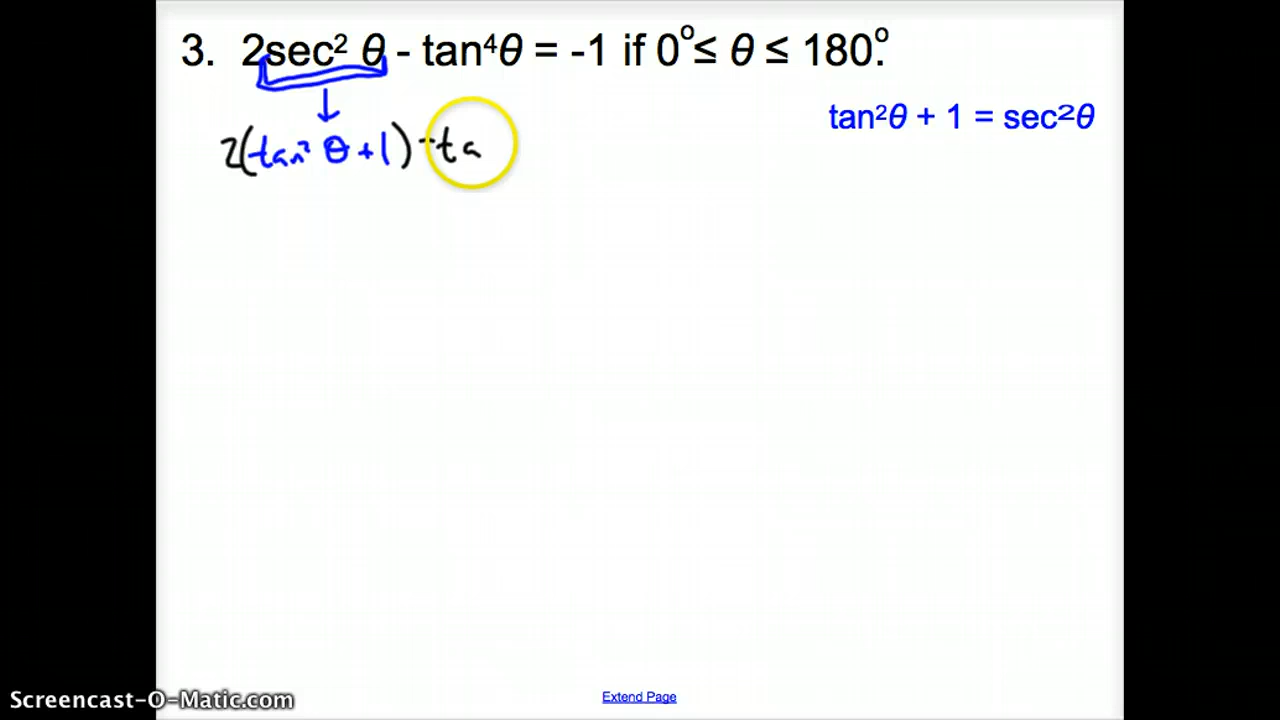 3. 2sec² θ - tan⁴θ = -1 if 0° ≤ θ ≤ 180°.
tan²θ + 1 = sec²θ
2(tan² θ + 1) - ta
Extend Page
Screencast-O-Matic.com